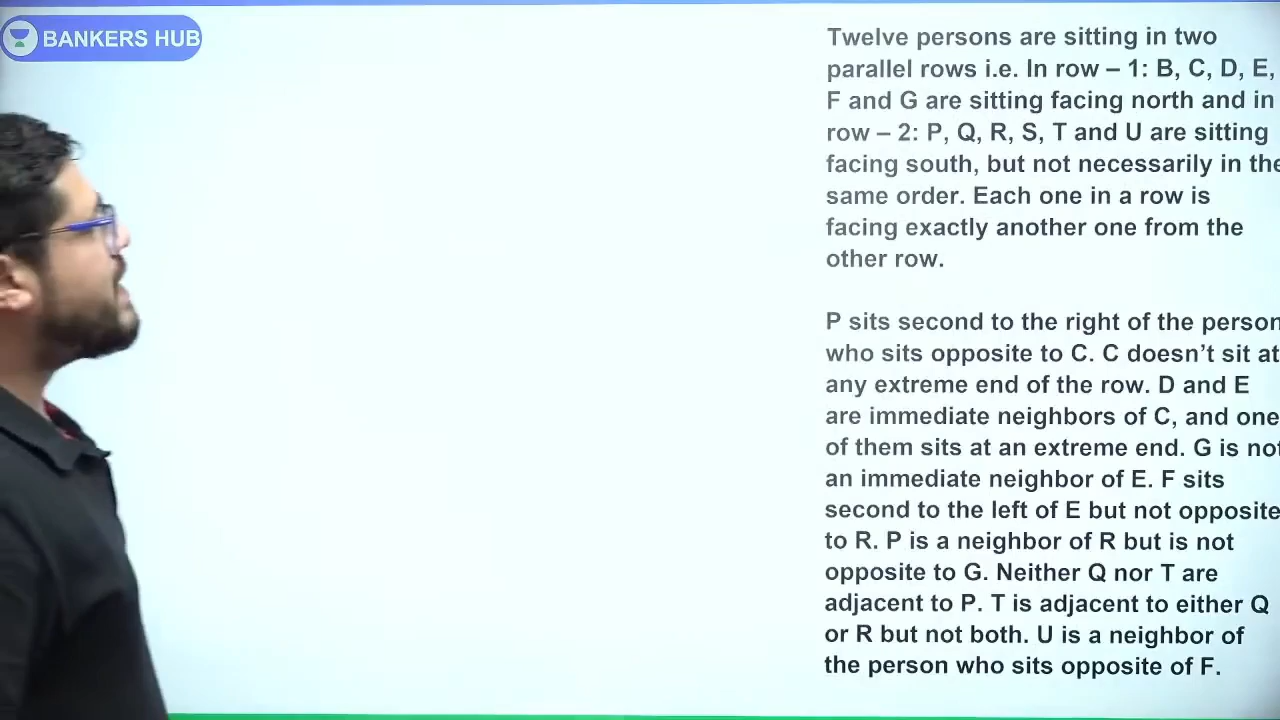 BANKERS HUB
Twelve persons are sitting in two
parallel rows i.e. In row – 1: B, C, D, E,
F and G are sitting facing north and in
row – 2: P, Q, R, S, T and U are sitting
facing south, but not necessarily in the
same order. Each one in a row is
facing exactly another one from the
other row.
P sits second to the right of the person
who sits opposite to C. C doesn’t sit at
any extreme end of the row. D and E
are immediate neighbors of C, and one
of them sits at an extreme end. G is not
an immediate neighbor of E. F sits
second to the left of E but not opposite
to R. P is a neighbor of R but is not
opposite to G. Neither Q nor T are
adjacent to P. T is adjacent to either Q
or R but not both. U is a neighbor of
the person who sits opposite of F.